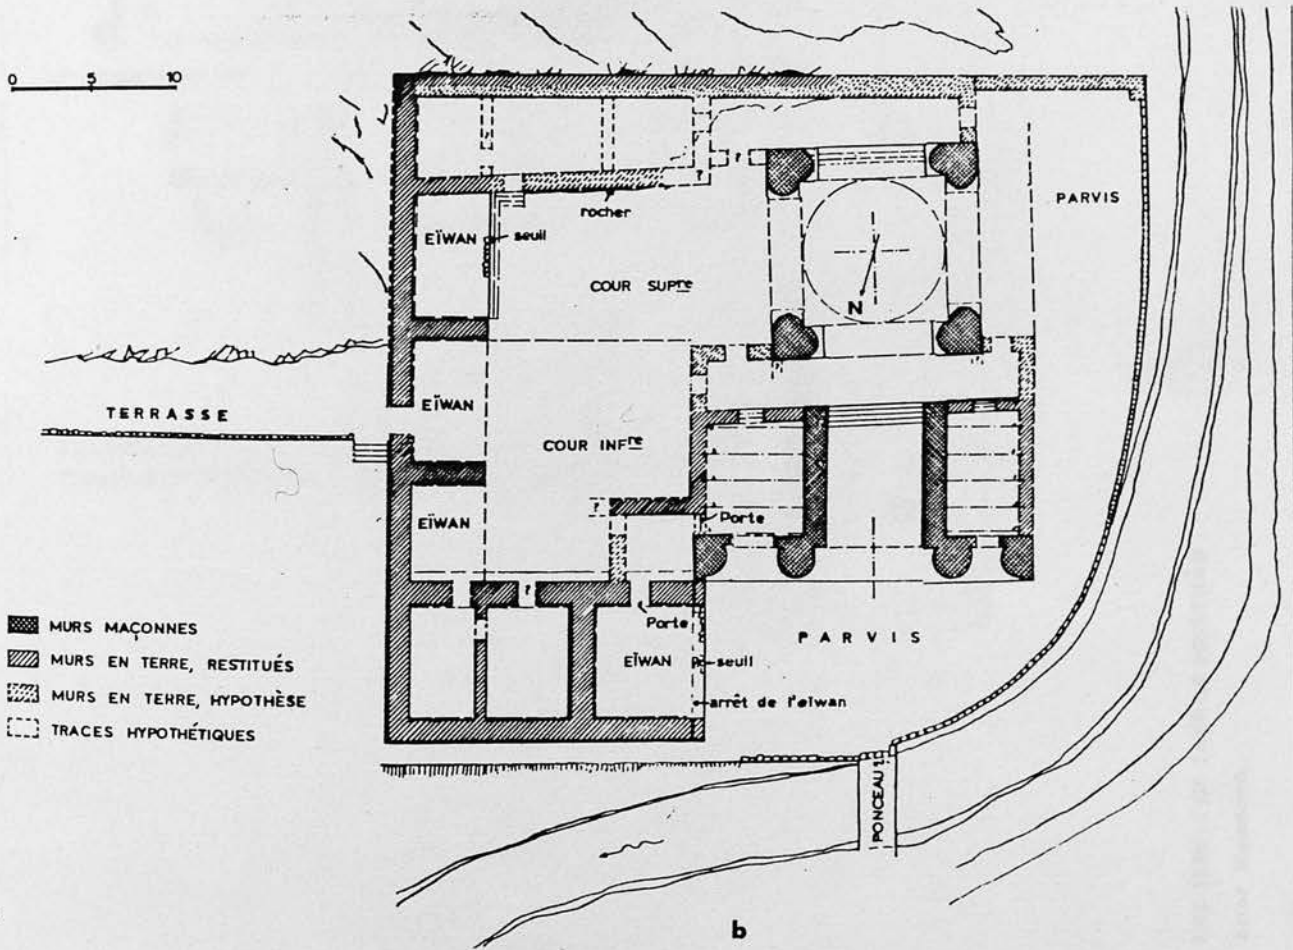 0 5 10
PARVIS
rocher
EÏWAN
seuil
COUR SUPre
N
?
?
TERRASSE
EÏWAN
COUR INFre
?
EÏWAN
Porte
?
Porte
PARVIS
EÏWAN
seuil
arrêt de l'eïwan
MURS MAÇONNES
MURS EN TERRE, RESTITUÉS
MURS EN TERRE, HYPOTHÈSE
TRACES HYPOTHÉTIQUES
PONCEAU ?
b